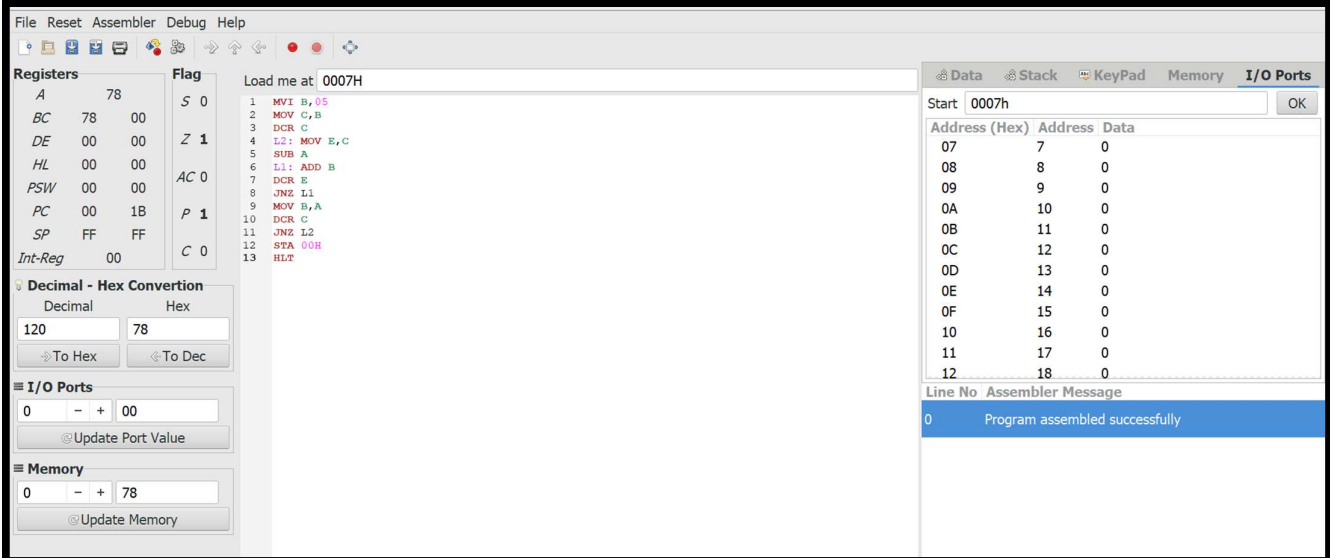 File Reset Assembler Debug Help
Registers
A 78
BC 78 00
DE 00 00
HL 00 00
PSW 00 00
PC 00 1B
SP FF FF
Int-Reg 00
Flag
S 0
Z 1
AC 0
P 1
C 0
Decimal - Hex Convertion
Decimal Hex
120 78
To Hex To Dec
I/O Ports
0 - + 00
Update Port Value
Memory
0 - + 78
Update Memory
Load me at 0007H
1 MVI B,05
2 MOV C,B
3 DCR C
4 L2: MOV E,C
5 SUB A
6 L1: ADD B
7 DCR E
8 JNZ L1
9 MOV B,A
10 DCR C
11 JNZ L2
12 STA 00H
13 HLT
Data Stack KeyPad Memory I/O Ports
Start 0007h OK
Address (Hex) Address Data
07 7 0
08 8 0
09 9 0
0A 10 0
0B 11 0
0C 12 0
0D 13 0
0E 14 0
0F 15 0
10 16 0
11 17 0
12 18 0
Line No Assembler Message
0 Program assembled successfully